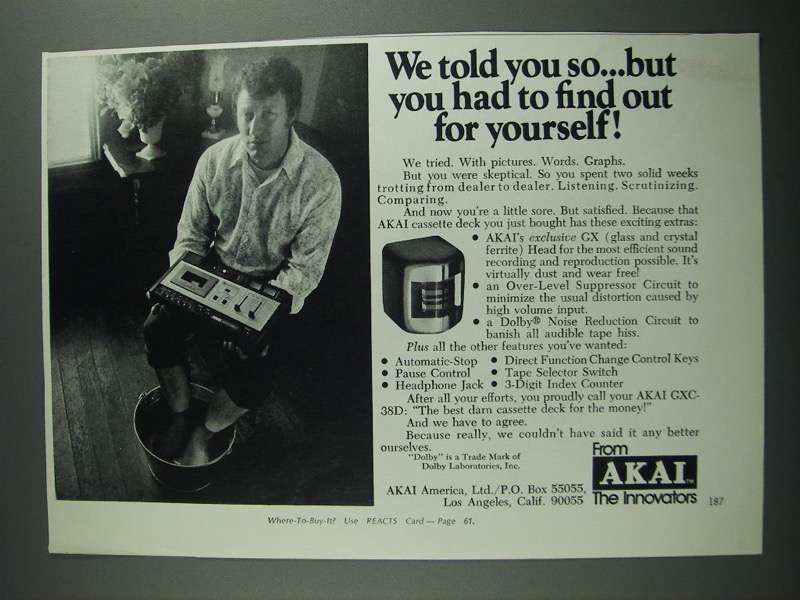 We told you so...but
you had to find out
for yourself!
We tried. With pictures. Words. Graphs.
But you were skeptical. So you spent two solid weeks
trotting from dealer to dealer. Listening. Scrutinizing.
Comparing.
And now you're a little sore. But satisfied. Because that
AKAI cassette deck you just bought has these exciting extras:
• AKAI's exclusive GX (glass and crystal
ferrite) Head for the most efficient sound
recording and reproduction possible. It's
virtually dust and wear free!
• an Over-Level Suppressor Circuit to
minimize the usual distortion caused by
high volume input.
• a Dolby® Noise Reduction Circuit to
banish all audible tape hiss.
Plus all the other features you've wanted:
• Automatic-Stop • Direct Function Change Control Keys
• Pause Control • Tape Selector Switch
• Headphone Jack • 3-Digit Index Counter
After all your efforts, you proudly call your AKAI GXC-
38D: "The best darn cassette deck for the money!"
And we have to agree.
Because really, we couldn't have said it any better
ourselves.
"Dolby" is a Trade Mark of
Dolby Laboratories, Inc.
AKAI America, Ltd./P.O. Box 55055,
Los Angeles, Calif. 90055
From
AKAI™
The Innovators
187
Where-To-Buy-It? Use REACTS Card — Page 61.